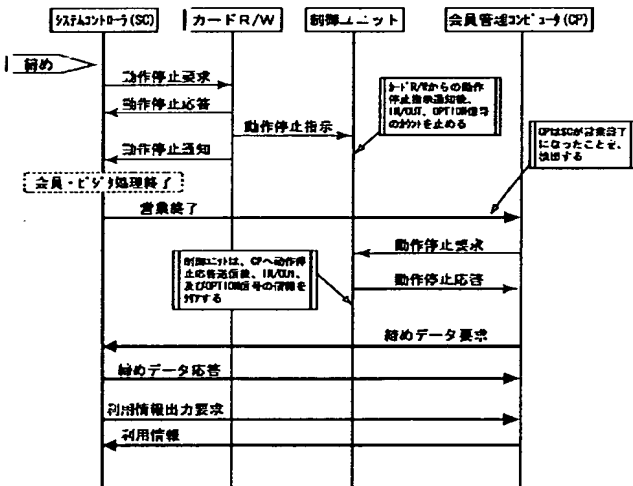 システムコントローラ(SC)
カードR/W
制御ユニット
会員管理コンピュータ(CP)
締め
動作停止要求
動作停止応答
動作停止指示
カードR/Wからの動作
停止指示通知後、
IN/OUT、OPTION信号
のカウントを止める
CPはSCが営業終了
になったことを、
検出する
動作停止通知
会員・ビジタ処理終了
営業終了
動作停止要求
制御ユニットは、CPへ動作停
止応答送信後、IN/OUT、
及びOPTION信号の情報を
クリアする
動作停止応答
締めデータ要求
締めデータ応答
利用情報出力要求
利用情報